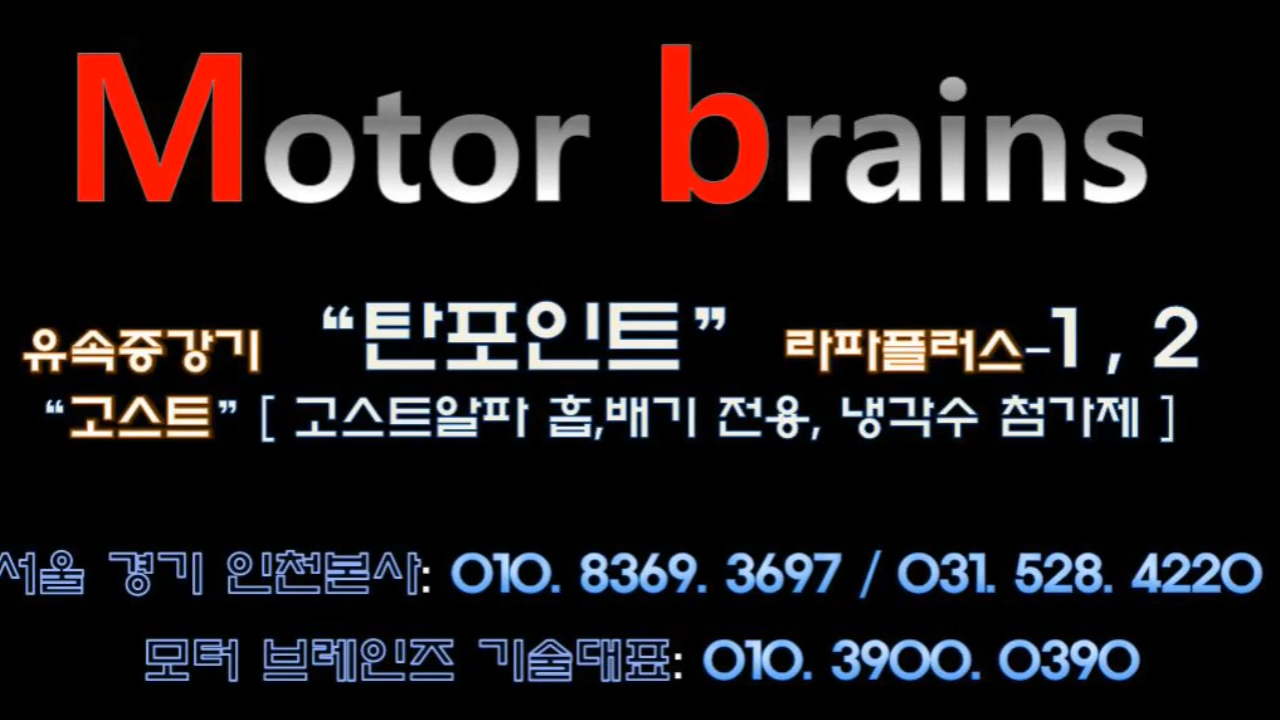 Motor brains
유속증강기 “탄포인트” 라파플러스-1 , 2
“고스트” [ 고스트알파 흡,배기 전용, 냉각수 첨가제 ]
서울 경기 인천본사: 010. 8369. 3697 / 031. 528. 4220
모터 브레인즈 기술대표: 010. 3900. 0390